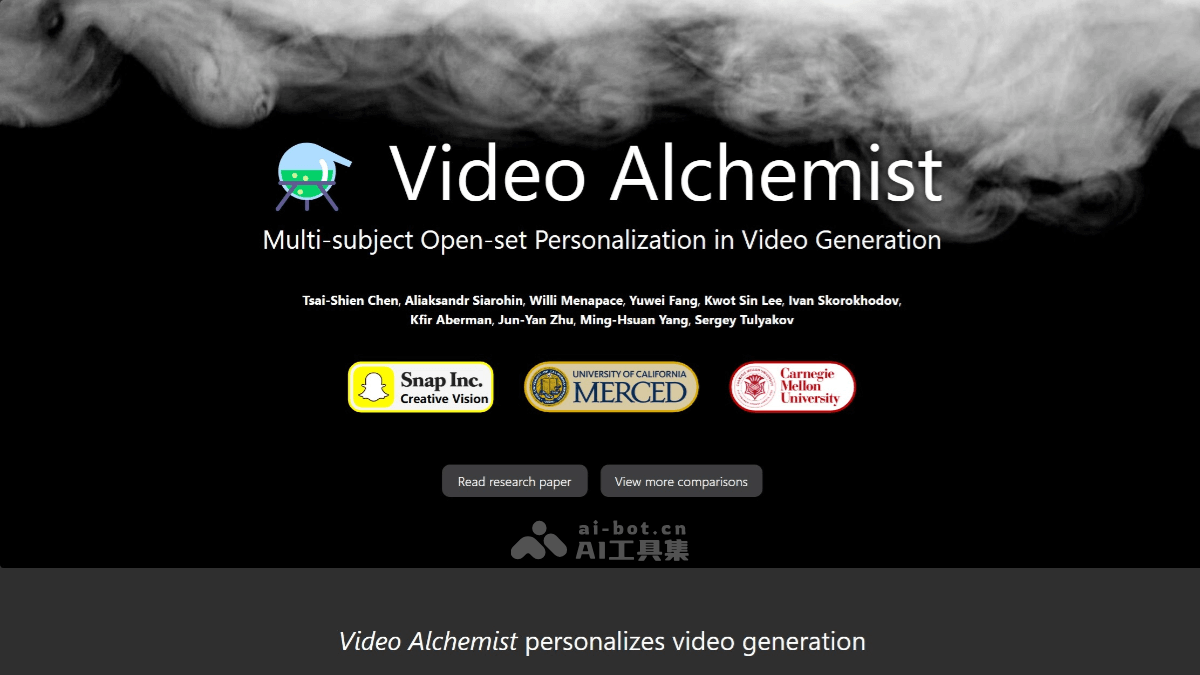 Video Alchemist
Multi-subject Open-set Personalization in Video Generation
Tsai-Shien Chen, Aliaksandr Siarohin, Willi Menapace, Yuwei Fang, Kwot Sin Lee, Ivan Skorokhodov,
Kfir Aberman, Jun-Yan Zhu, Ming-Hsuan Yang, Sergey Tulyakov
Snap Inc.
Creative Vision
UNIVERSITY OF CALIFORNIA
MERCED
Carnegie
Mellon
University
Read research paper
View more comparisons
ai-bot.cn
AI工具集
Video Alchemist personalizes video generation